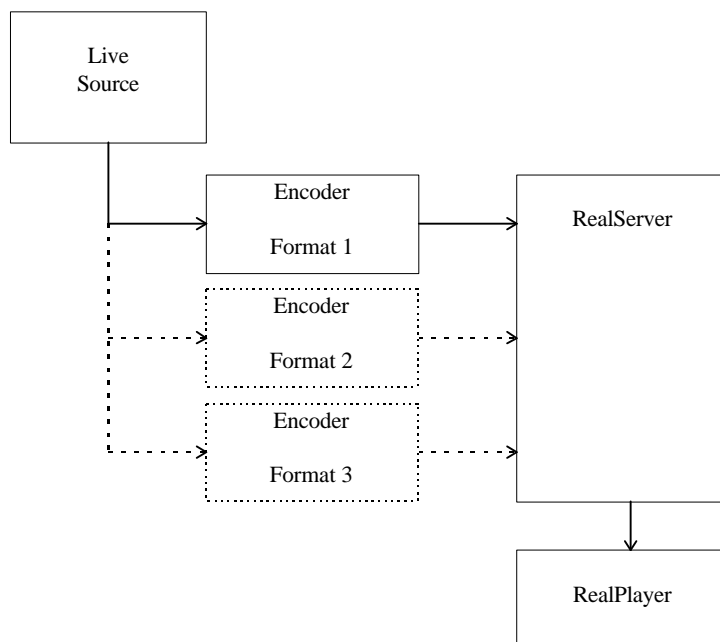 Live
Source
Encoder
Format 1
RealServer
Encoder
Format 2
Encoder
Format 3
RealPlayer